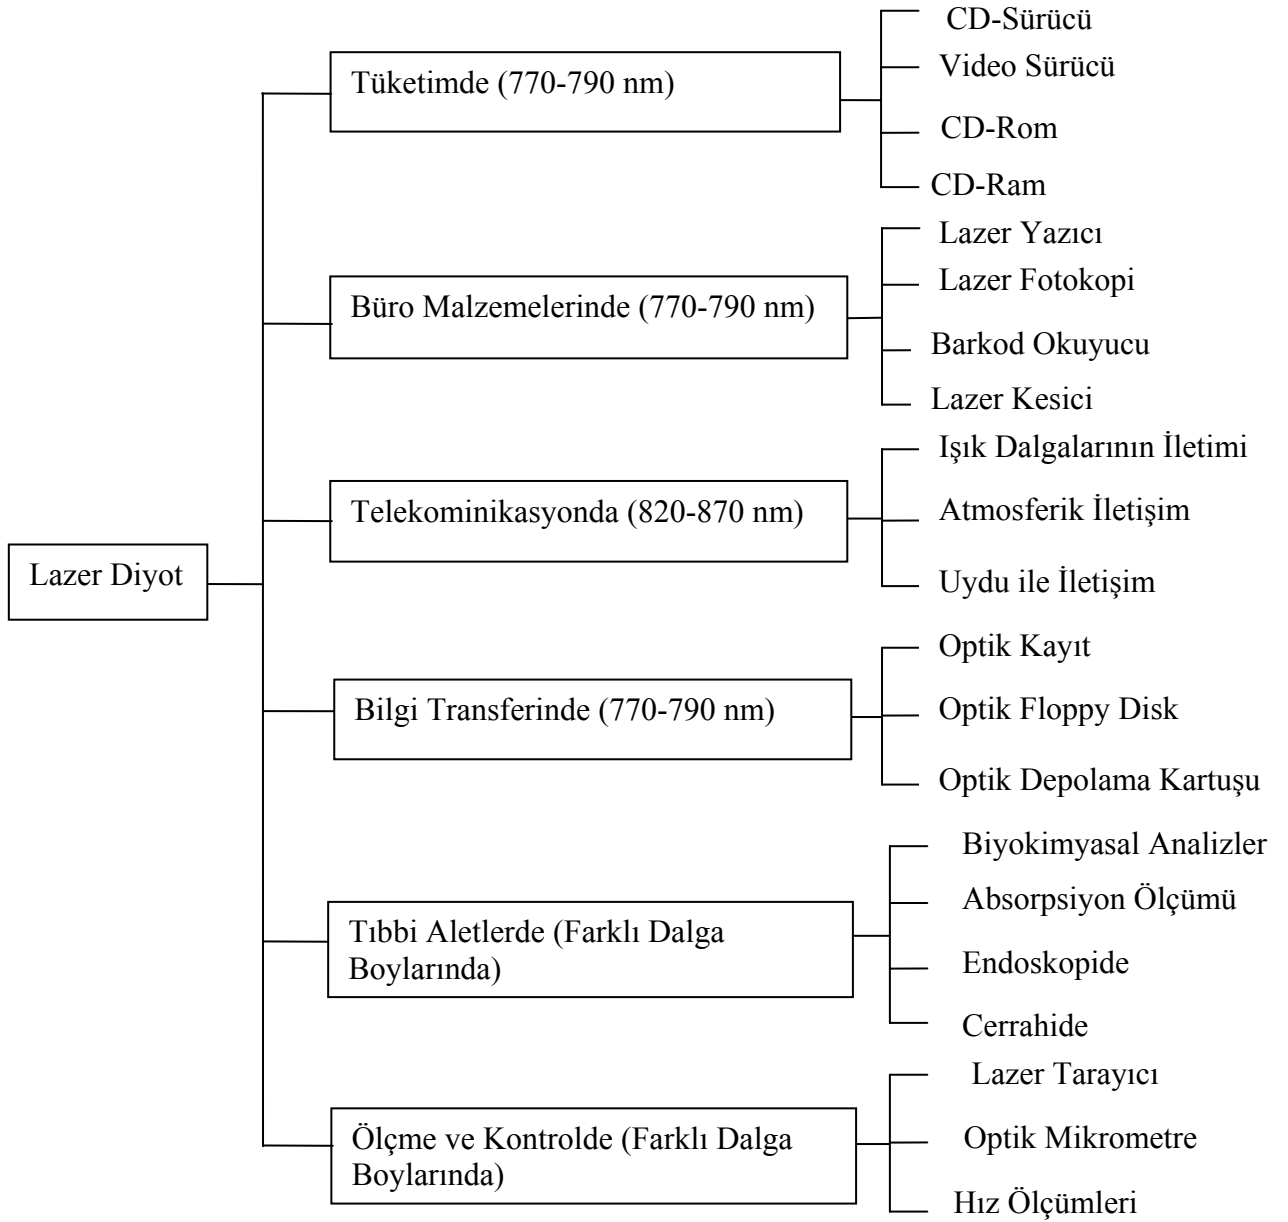 Lazer Diyot
Tüketimde (770-790 nm)
CD-Sürücü
Video Sürücü
CD-Rom
CD-Ram
Büro Malzemelerinde (770-790 nm)
Lazer Yazıcı
Lazer Fotokopi
Barkod Okuyucu
Lazer Kesici
Telekominikasyonda (820-870 nm)
Işık Dalgalarının İletimi
Atmosferik İletişim
Uydu ile İletişim
Bilgi Transferinde (770-790 nm)
Optik Kayıt
Optik Floppy Disk
Optik Depolama Kartuşu
Tıbbi Aletlerde (Farklı Dalga
Boylarında)
Biyokimyasal Analizler
Absorpsiyon Ölçümü
Endoskopide
Cerrahide
Ölçme ve Kontrolde (Farklı Dalga
Boylarında)
Lazer Tarayıcı
Optik Mikrometre
Hız Ölçümleri